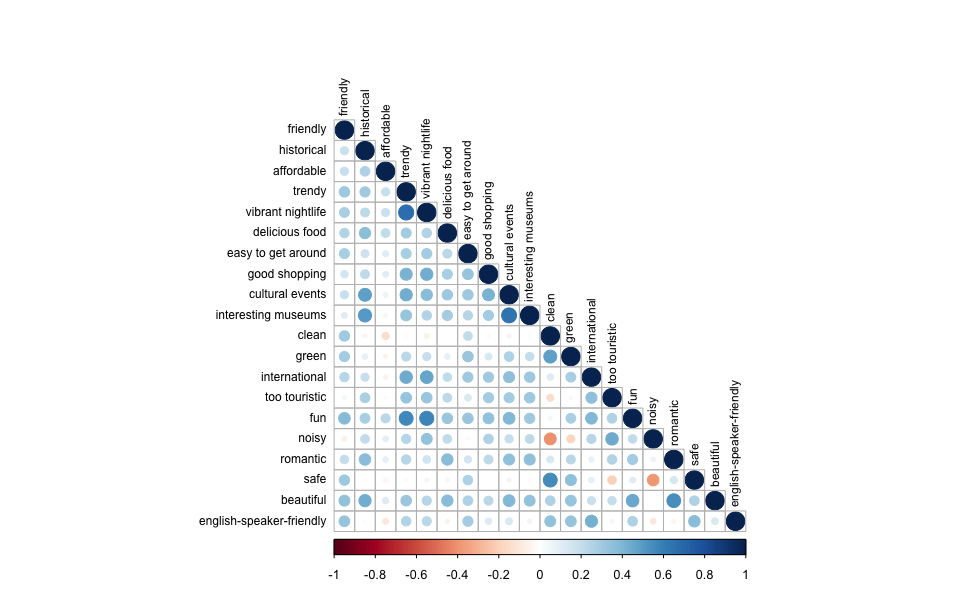 friendly
historical
affordable
trendy
vibrant nightlife
delicious food
easy to get around
good shopping
cultural events
interesting museums
clean
green
international
too touristic
fun
noisy
romantic
safe
beautiful
english-speaker-friendly
friendly
historical
affordable
trendy
vibrant nightlife
delicious food
easy to get around
good shopping
cultural events
interesting museums
clean
green
international
too touristic
fun
noisy
romantic
safe
beautiful
english-speaker-friendly
-1 -0.8 -0.6 -0.4 -0.2 0 0.2 0.4 0.6 0.8 1